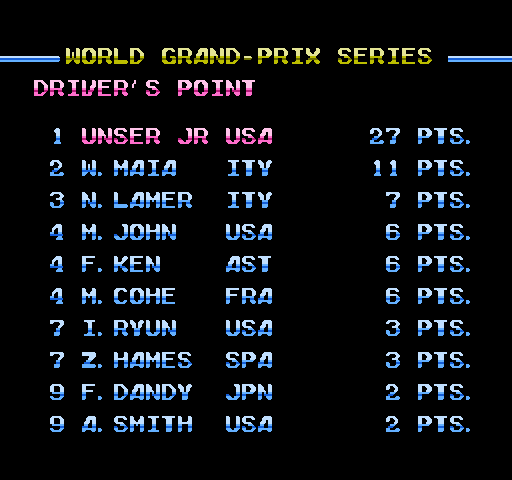 WORLD GRAND-PRIX SERIES
DRIVER'S POINT
1 UNSER JR USA 27 PTS.
2 W. MAIA ITY 11 PTS.
3 N. LAMER ITY 7 PTS.
4 M. JOHN USA 6 PTS.
4 F. KEN AST 6 PTS.
4 M. COHE FRA 6 PTS.
7 I. RYUN USA 3 PTS.
7 Z. HAMES SPA 3 PTS.
9 F. DANDY JPN 2 PTS.
9 A. SMITH USA 2 PTS.